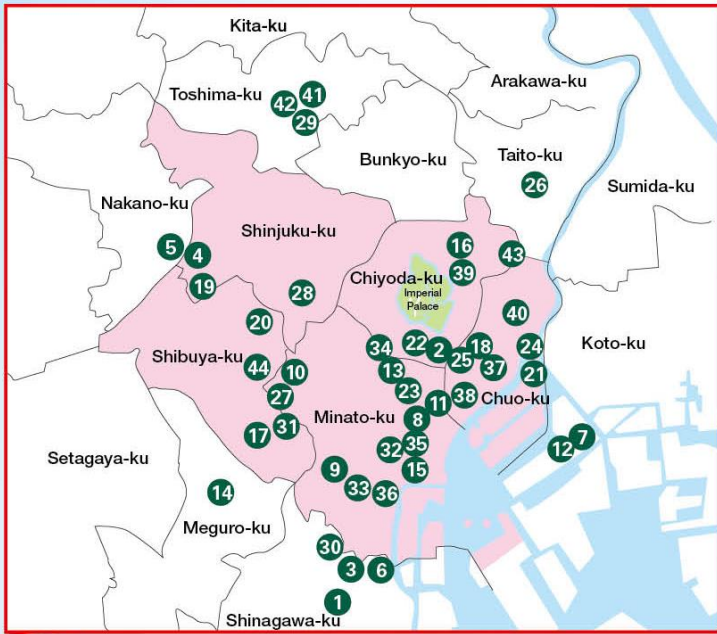 Kita-ku
Toshima-ku
41
42
29
Arakawa-ku
Bunkyo-ku
Taito-ku
26
Sumida-ku
Nakano-ku
5
4
19
Shinjuku-ku
28
16
43
Chiyoda-ku
39
Imperial
Palace
20
40
Shibuya-ku
44
10
34
22
2
18
24
25
13
37
21
Koto-ku
27
23
11
38
Chuo-ku
Minato-ku
8
31
17
7
12
32
35
Setagaya-ku
9
15
14
33
36
Meguro-ku
30
3
6
1
Shinagawa-ku